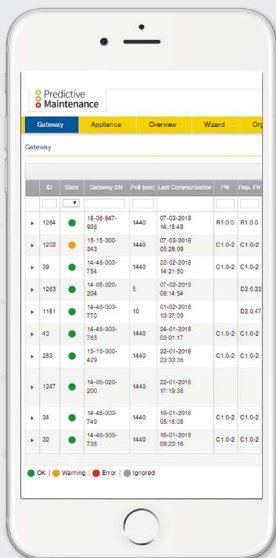 Predictive
Maintenance
Gateway Appliance Overview Wizard Org
Gateway
ID State Gateway SN Poll (min) Last Communication FW Rep. FW
1264 18-08-847-936 1440 07-03-2018 14:18:48 R1.0.0 R1.0.0
1202 15-15-000-343 1440 07-03-2018 05:28:09 C1.0-2 C1.0-2
39 14-46-003-754 1440 22-02-2018 14:21:50 C1.0-2 C1.0-2
1263 14-05-020-204 5 07-02-2018 08:14:54 D2.0.22
1181 14-46-003-770 10 01-02-2018 13:37:09 D2.0.47
43 14-46-003-765 1440 24-01-2018 03:01:17 C1.0-2 C1.0-2
283 15-15-000-429 1440 22-01-2018 23:33:36 C1.0-2 C1.0-2
1247 14-05-020-200 1440 22-01-2018 17:19:36
34 14-46-003-749 1440 19-01-2018 05:18:05 C1.0-2 C1.0-2
32 14-46-003-736 1440 16-01-2018 09:23:16 C1.0-2 C1.0-2
OK | Warning | Error | Ignored